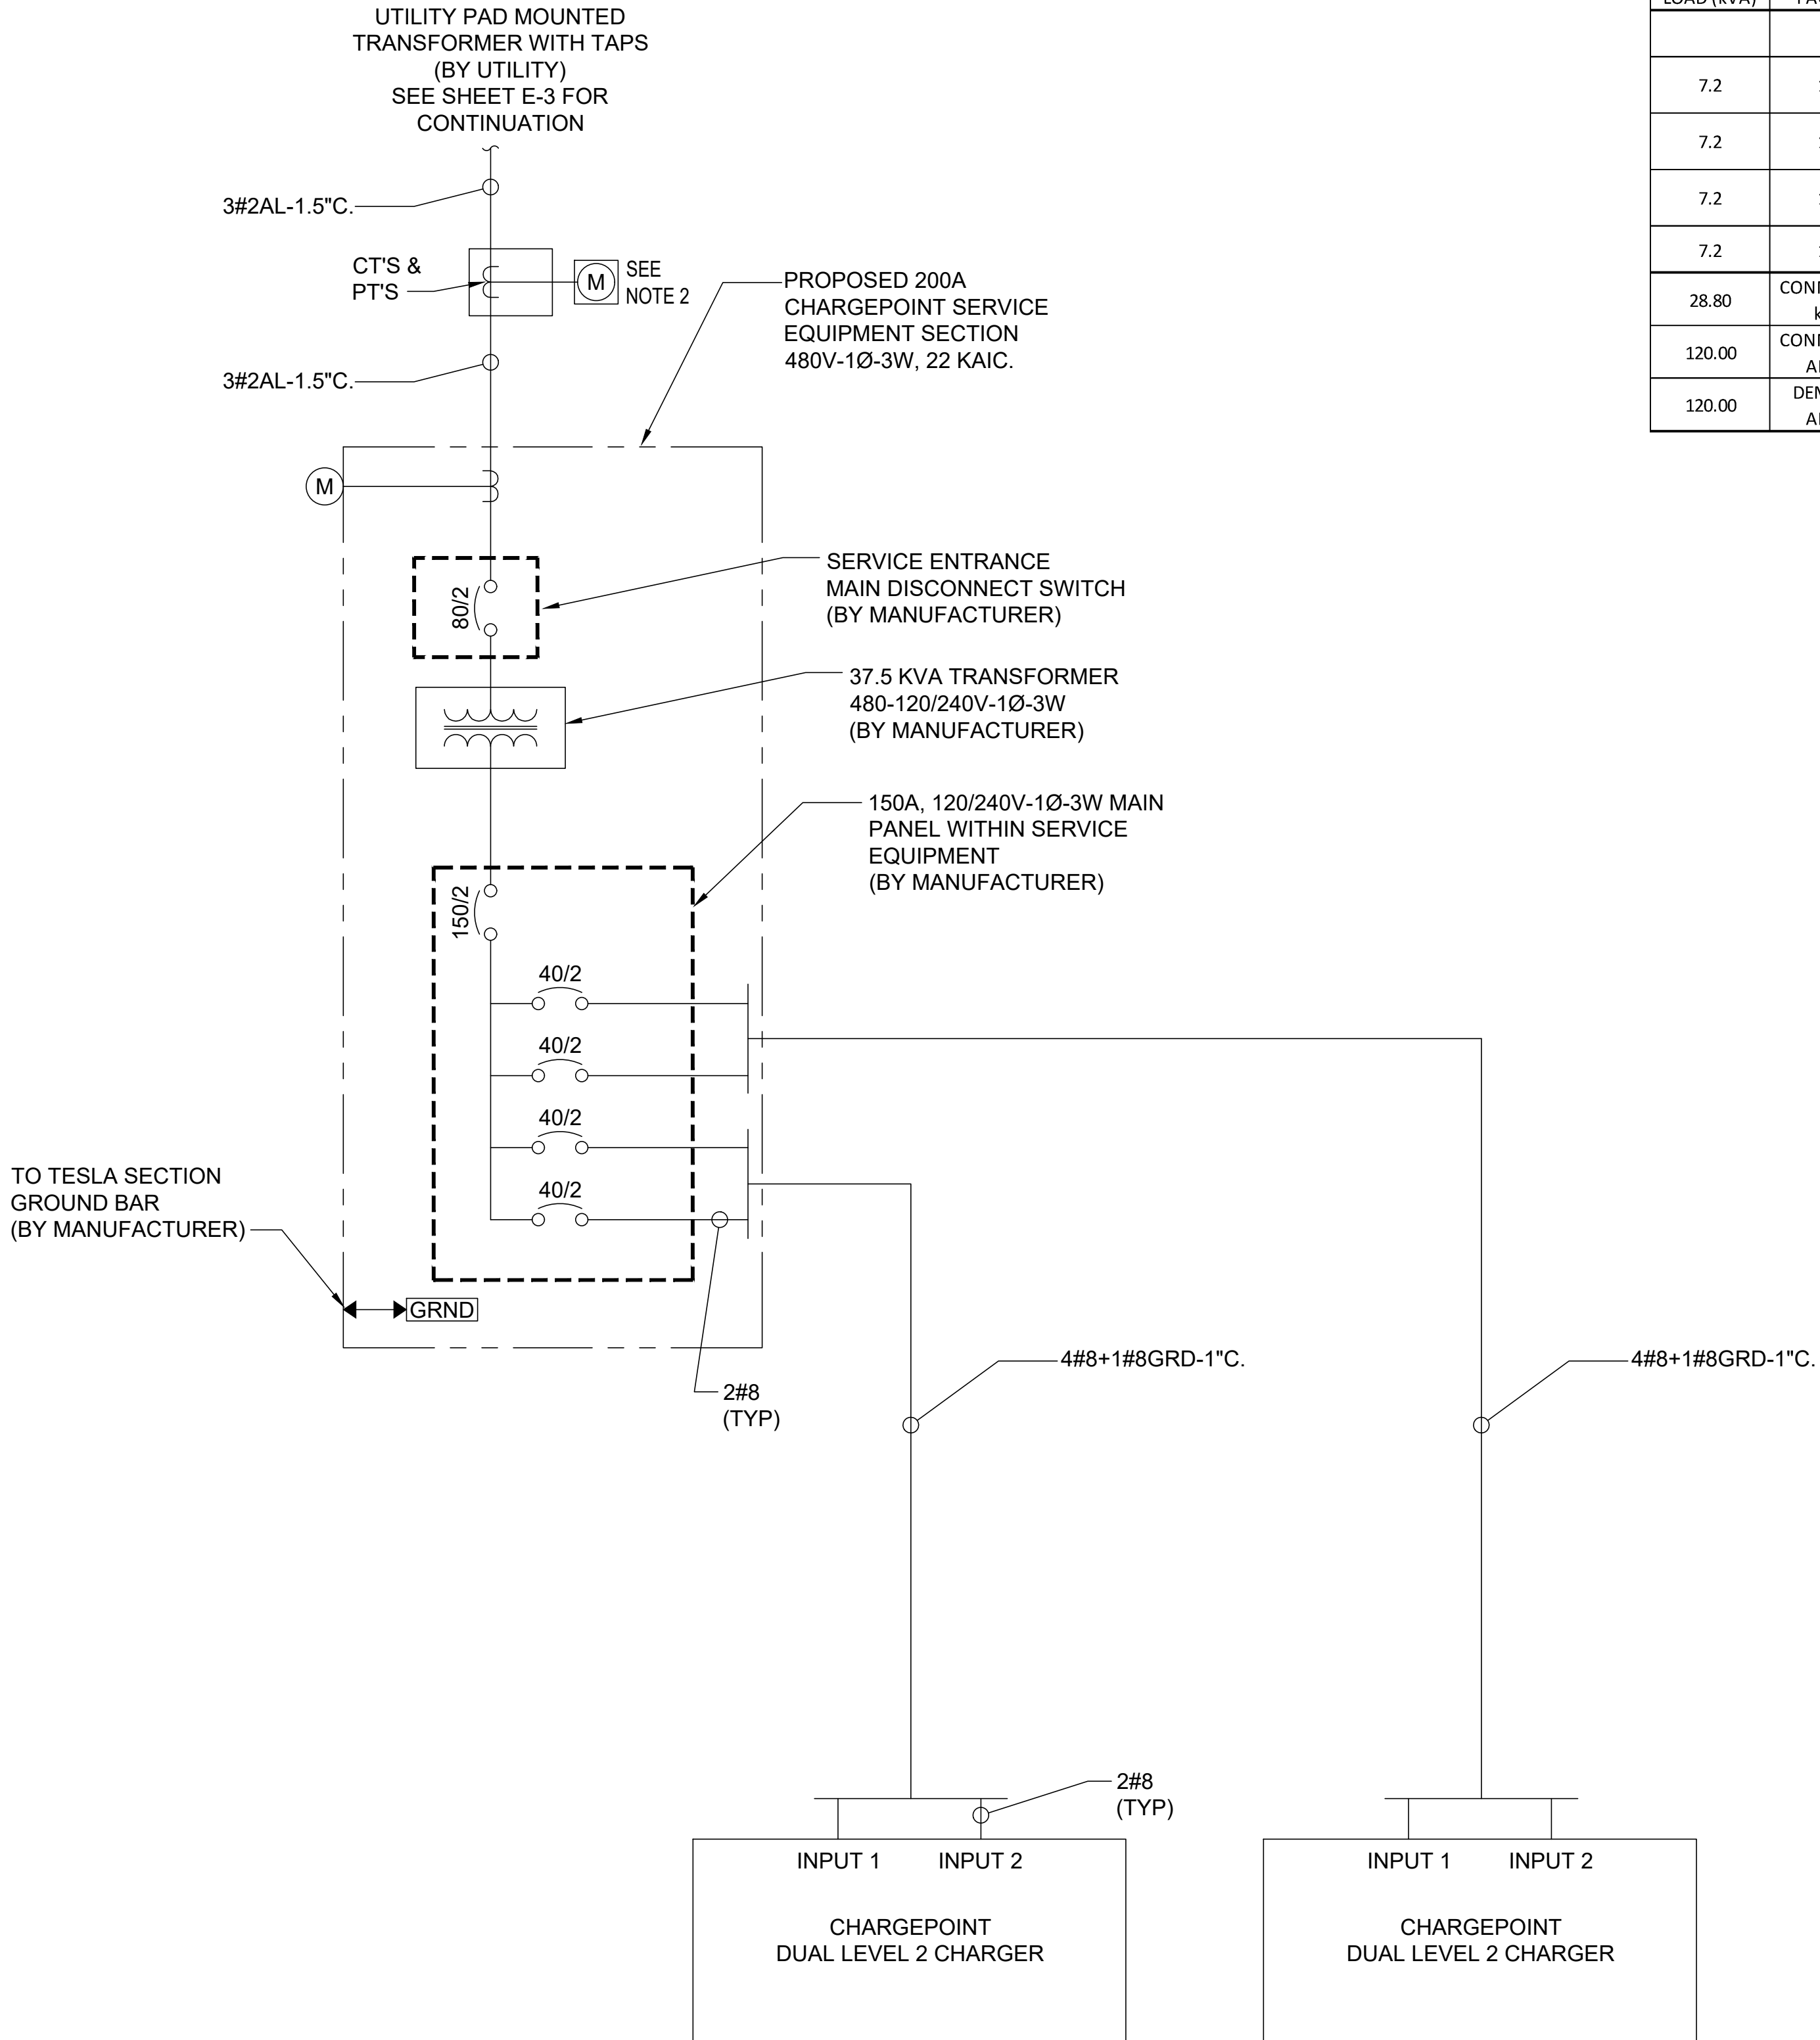 UTILITY PAD MOUNTED
TRANSFORMER WITH TAPS
(BY UTILITY)
SEE SHEET E-3 FOR
CONTINUATION
3#2AL-1.5"C.
CT'S &
PT'S
M
SEE
NOTE 2
3#2AL-1.5"C.
PROPOSED 200A
CHARGEPOINT SERVICE
EQUIPMENT SECTION
480V-1Ø-3W, 22 KAIC.
M
80/2
SERVICE ENTRANCE
MAIN DISCONNECT SWITCH
(BY MANUFACTURER)
37.5 KVA TRANSFORMER
480-120/240V-1Ø-3W
(BY MANUFACTURER)
150A, 120/240V-1Ø-3W MAIN
PANEL WITHIN SERVICE
EQUIPMENT
(BY MANUFACTURER)
150/2
40/2
40/2
40/2
40/2
TO TESLA SECTION
GROUND BAR
(BY MANUFACTURER)
GRND
2#8
(TYP)
4#8+1#8GRD-1"C.
4#8+1#8GRD-1"C.
2#8
(TYP)
INPUT 1 INPUT 2
CHARGEPOINT
DUAL LEVEL 2 CHARGER
INPUT 1 INPUT 2
CHARGEPOINT
DUAL LEVEL 2 CHARGER
LOAD (kVA)
7.2
7.2
7.2
7.2
28.80
120.00
120.00